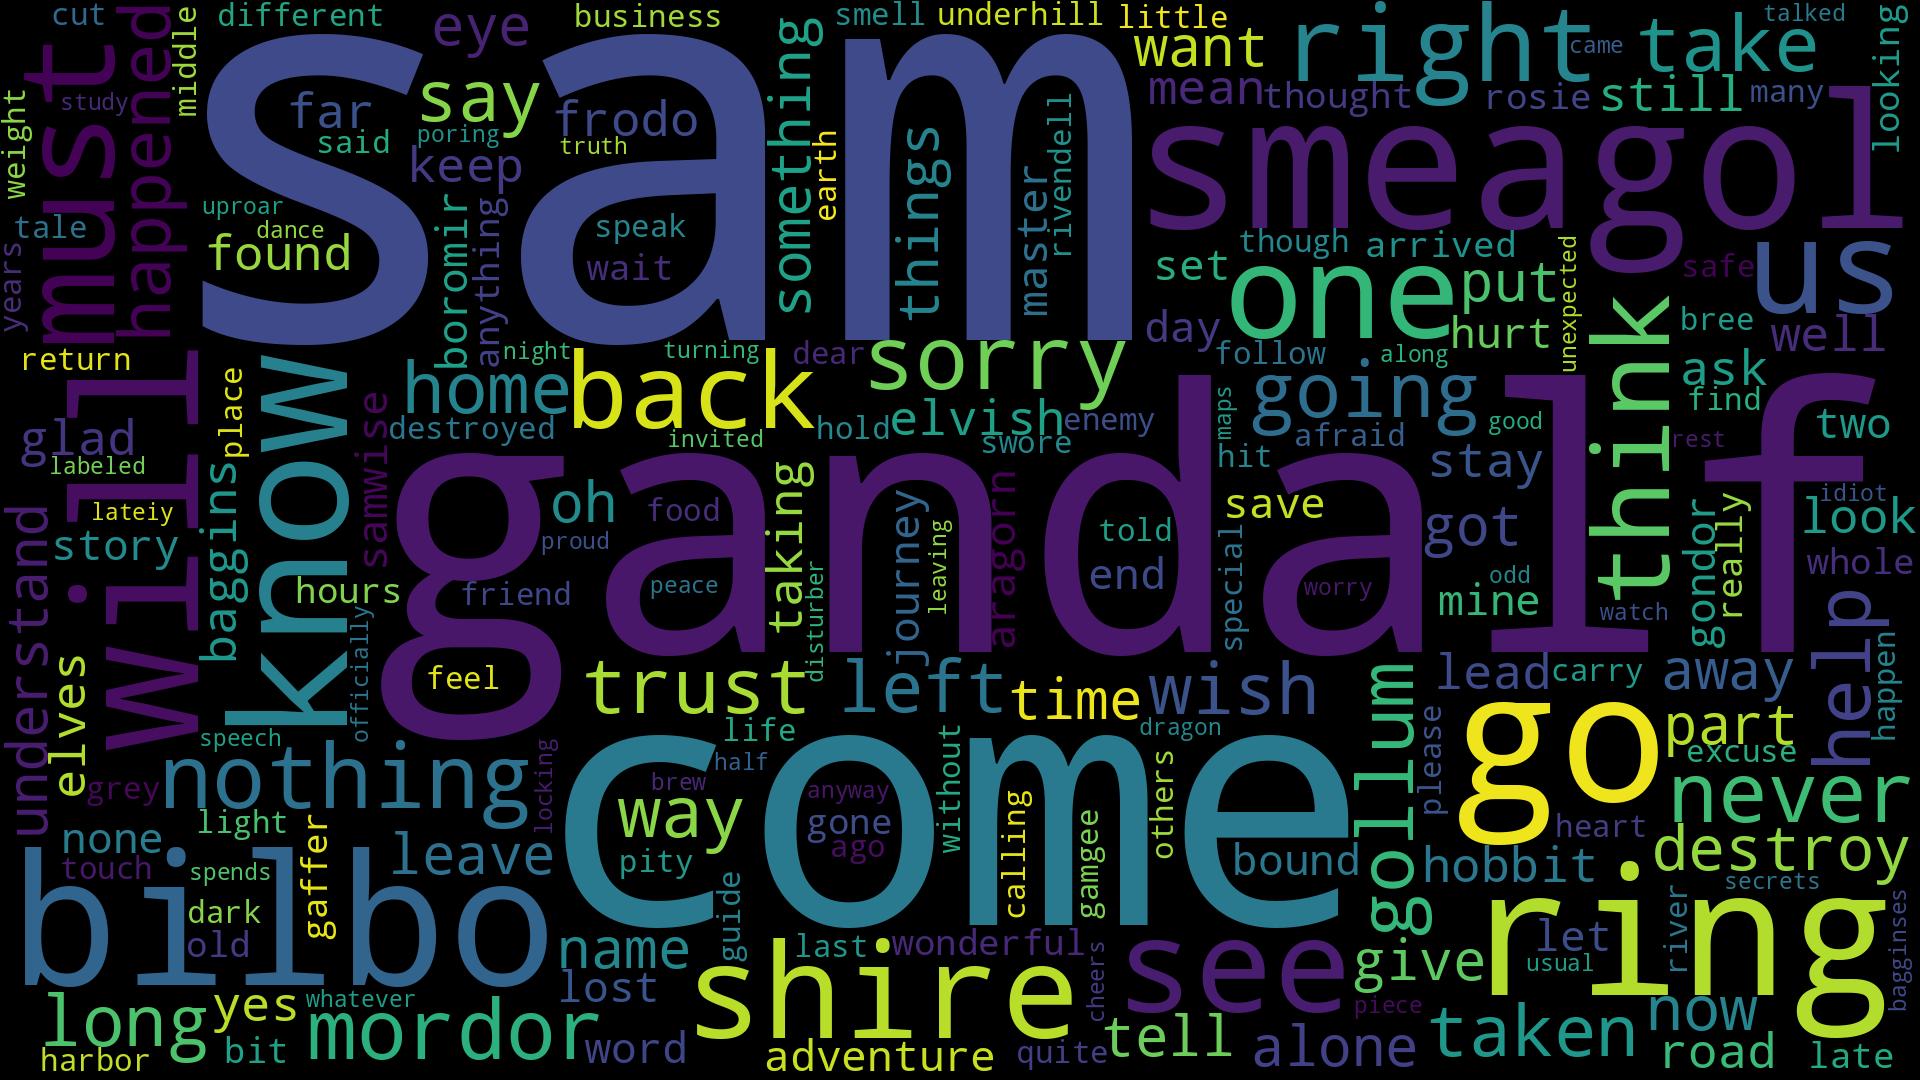 cut
different
eye
business
smell
underhill
little
talked
looking
want
right
came
take
must
study
happened
middle
sam
far
say
frodo
something
mean
thought
rosie
still
many
weight
said
poring
truth
keep
earth
things
master
rivendell
smeagol
tale
uproar
dance
found
boromir
anything
speak
wait
years
though
arrived
unexpected
safe
us
set
one
put
day
hurt
think
bree
well
return
night
turning
dear
sorry
follow
along
ask
find
know
home
back
place
samwise
destroyed
invited
hold
elvish
enemy
swore
maps
going
good
afraid
hit
rest
two
glad
labeled
will
baggins
gandalf
stay
idiot
lateiy
oh
food
taking
journey
leaving
aragorn
told
save
got
gondor
really
look
understand
story
proud
special
whole
hours
friend
peace
disturber
end
worry
odd
mine
watch
help
elves
officially
feel
trust
left
time
wish
gollum
lead
carry
away
happen
speech
life
dragon
please
go
part
excuse
grey
nothing
locking
come
brew
half
way
anyway
gone
ago
without
calling
gamgee
others
never
none
light
gaffer
leave
pity
bound
heart
hobbit
destroy
touch
spends
bilbo
dark
old
guide
secrets
ring
river
let
bagginses
name
last
wonderful
see
give
usual
shire
cheers
piece
long
yes
whatever
lost
now
mordor
taken
harbor
bit
word
adventure
quite
tell
alone
road
late